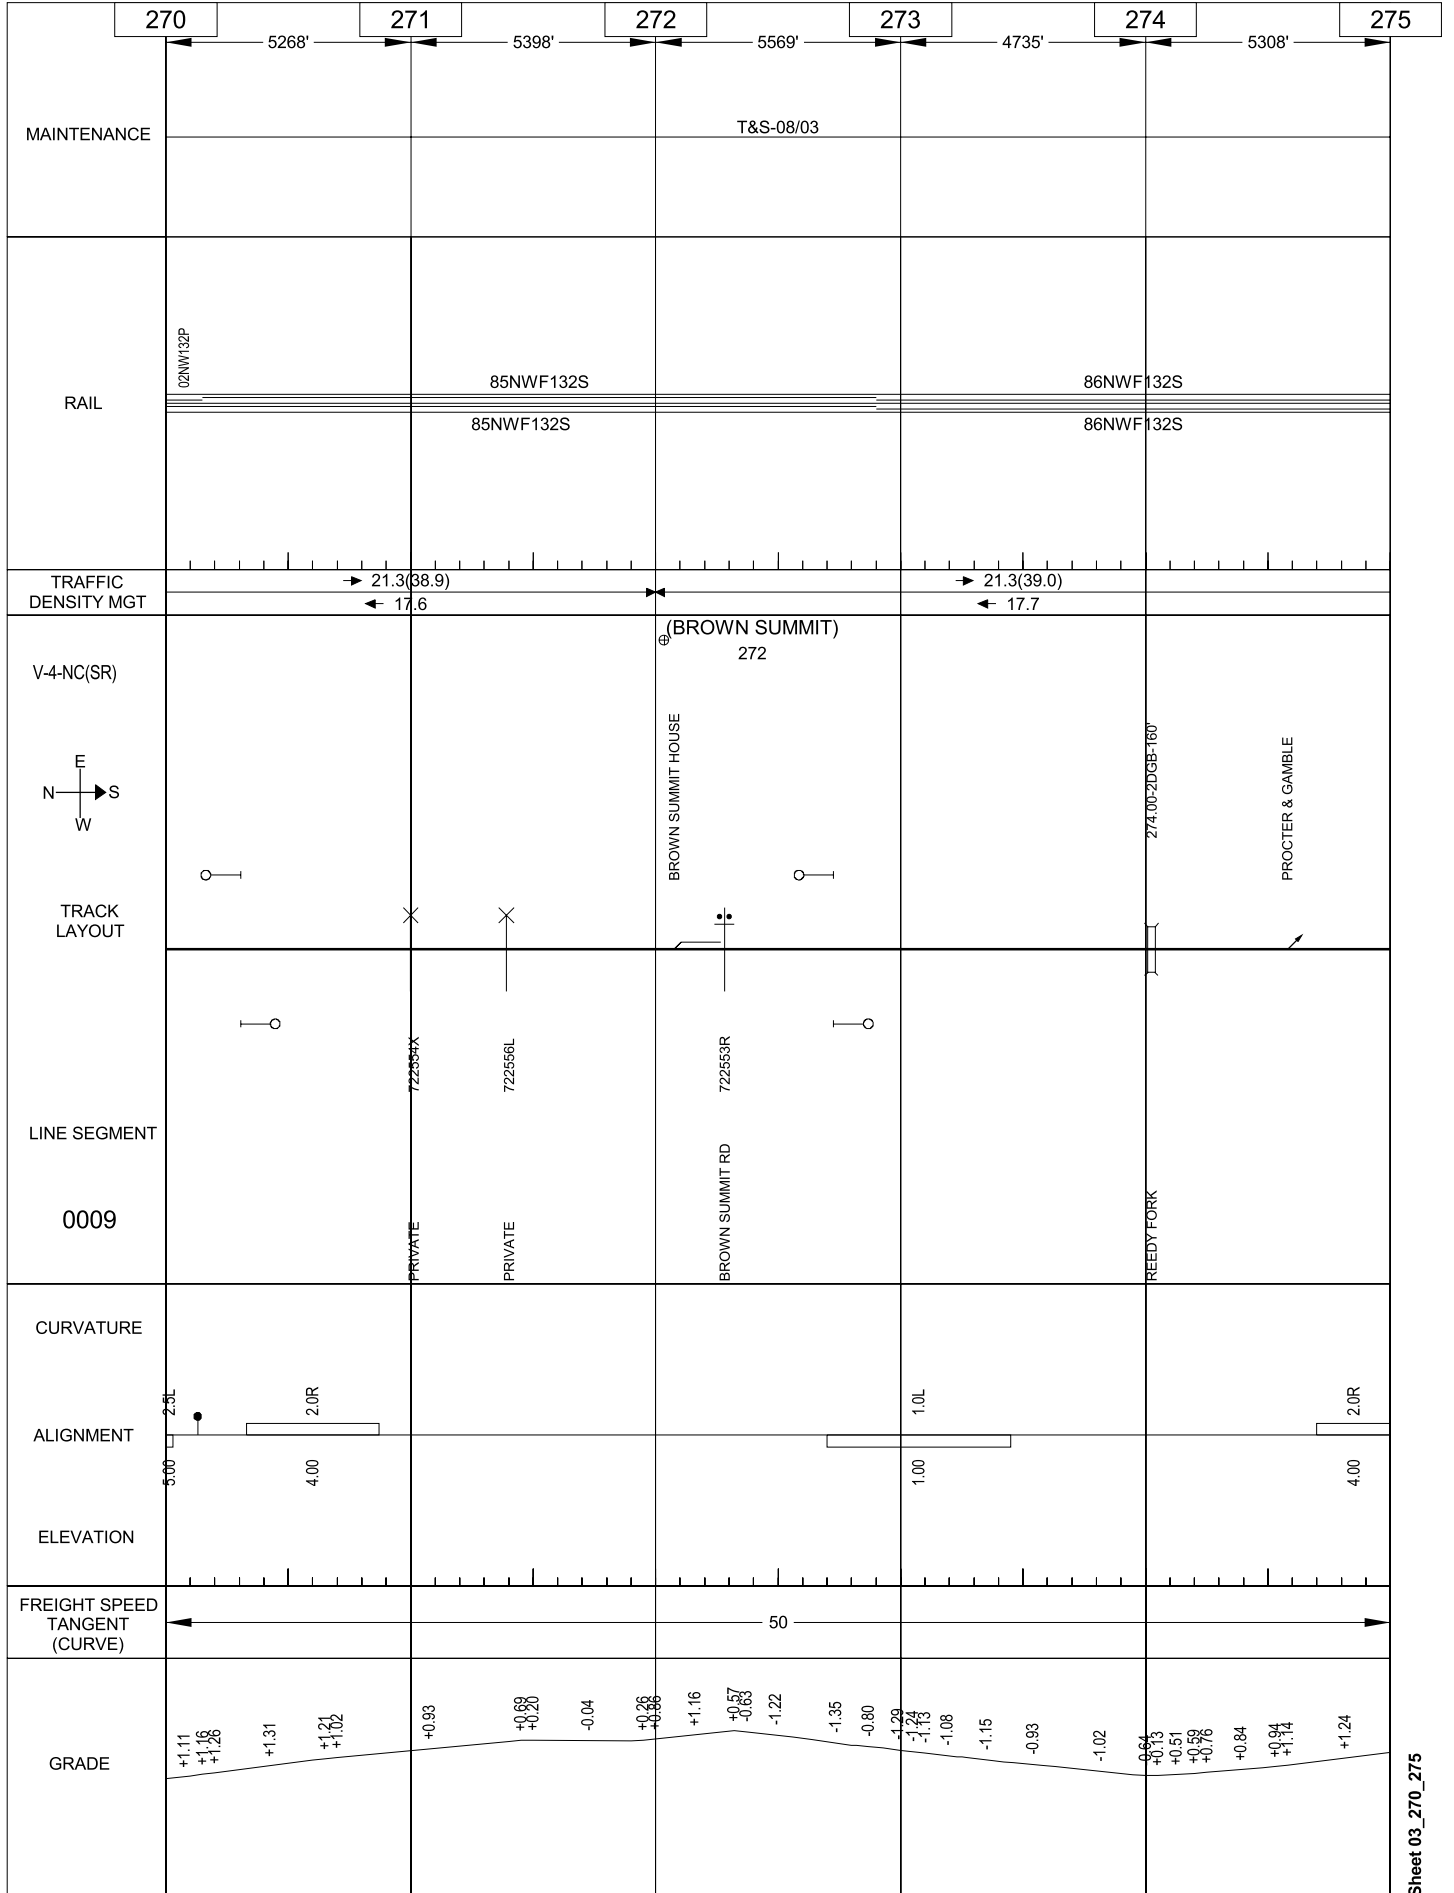 270 271 272 273 274 275
5268' 5398' 5569' 4735' 5308'
MAINTENANCE
T&S-08/03
RAIL
02NW132P
85NWF132S 86NWF132S
85NWF132S 86NWF132S
TRAFFIC
DENSITY MGT
21.3(38.9) 21.3(39.0)
17.6 17.7
V-4-NC(SR)
(BROWN SUMMIT)
272
E
N S
W
BROWN SUMMIT HOUSE
274.00-2DGB-160'
PROCTER & GAMBLE
TRACK
LAYOUT
722554X
722556L
722553R
LINE SEGMENT
0009
PRIVATE
PRIVATE
BROWN SUMMIT RD
REEDY FORK
CURVATURE
2.5L 2.0R 1.0L 2.0R
ALIGNMENT
5.00 4.00 1.00 4.00
ELEVATION
FREIGHT SPEED
TANGENT
(CURVE)
50
GRADE
+1.11
+1.16
+1.26
+1.31
+1.21
+1.02
+0.93
+0.69
+0.20
-0.04
+0.26
+0.86
+1.16
+0.57
-0.63
-1.22
-1.35
-0.80
-1.29
-1.24
-1.13
-1.08
-1.15
-0.93
-1.02
0.64
+0.13
+0.51
+0.59
+0.76
+0.84
+0.94
+1.14
+1.24
Sheet 03_270_275